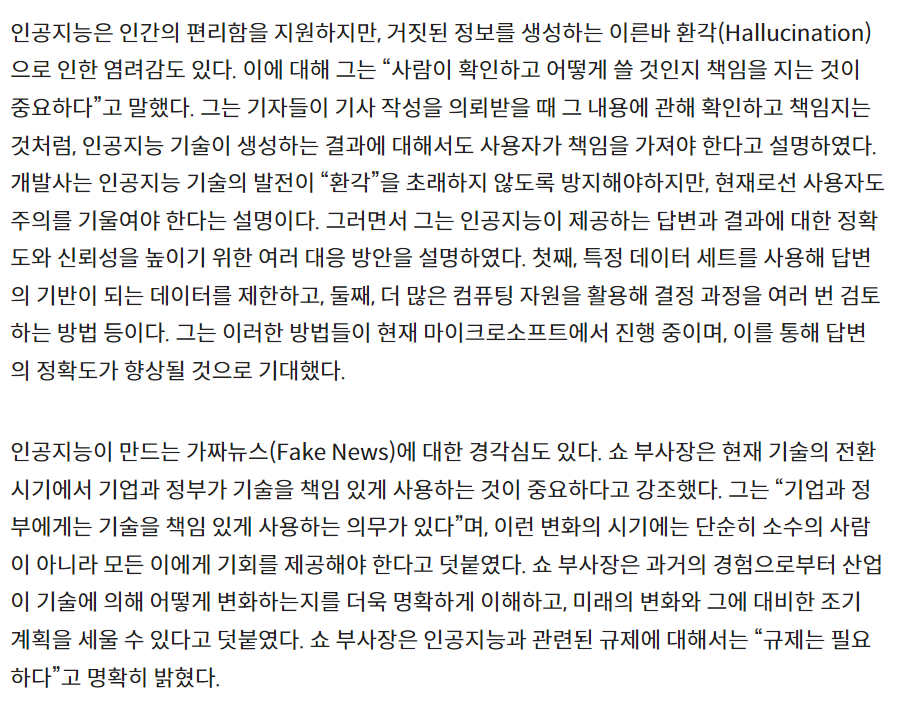 인공지능은 인간의 편리함을 지원하지만, 거짓된 정보를 생성하는 이른바 환각(Hallucination)
으로 인한 염려감도 있다. 이에 대해 그는 “사람이 확인하고 어떻게 쓸 것인지 책임을 지는 것이
중요하다”고 말했다. 그는 기자들이 기사 작성을 의뢰받을 때 그 내용에 관해 확인하고 책임지는
것처럼, 인공지능 기술이 생성하는 결과에 대해서도 사용자가 책임을 가져야 한다고 설명하였다.
개발사는 인공지능 기술의 발전이 “환각”을 초래하지 않도록 방지해야하지만, 현재로선 사용자도
주의를 기울여야 한다는 설명이다. 그러면서 그는 인공지능이 제공하는 답변과 결과에 대한 정확
도와 신뢰성을 높이기 위한 여러 대응 방안을 설명하였다. 첫째, 특정 데이터 세트를 사용해 답변
의 기반이 되는 데이터를 제한하고, 둘째, 더 많은 컴퓨팅 자원을 활용해 결정 과정을 여러 번 검토
하는 방법 등이다. 그는 이러한 방법들이 현재 마이크로소프트에서 진행 중이며, 이를 통해 답변
의 정확도가 향상될 것으로 기대했다.
인공지능이 만드는 가짜뉴스(Fake News)에 대한 경각심도 있다. 쇼 부사장은 현재 기술의 전환
시기에서 기업과 정부가 기술을 책임 있게 사용하는 것이 중요하다고 강조했다. 그는 “기업과 정
부에게는 기술을 책임 있게 사용하는 의무가 있다”며, 이런 변화의 시기에는 단순히 소수의 사람
이 아니라 모든 이에게 기회를 제공해야 한다고 덧붙였다. 쇼 부사장은 과거의 경험으로부터 산업
이 기술에 의해 어떻게 변화하는지를 더욱 명확하게 이해하고, 미래의 변화와 그에 대비한 조기
계획을 세울 수 있다고 덧붙였다. 쇼 부사장은 인공지능과 관련된 규제에 대해서는 “규제는 필요
하다”고 명확히 밝혔다.